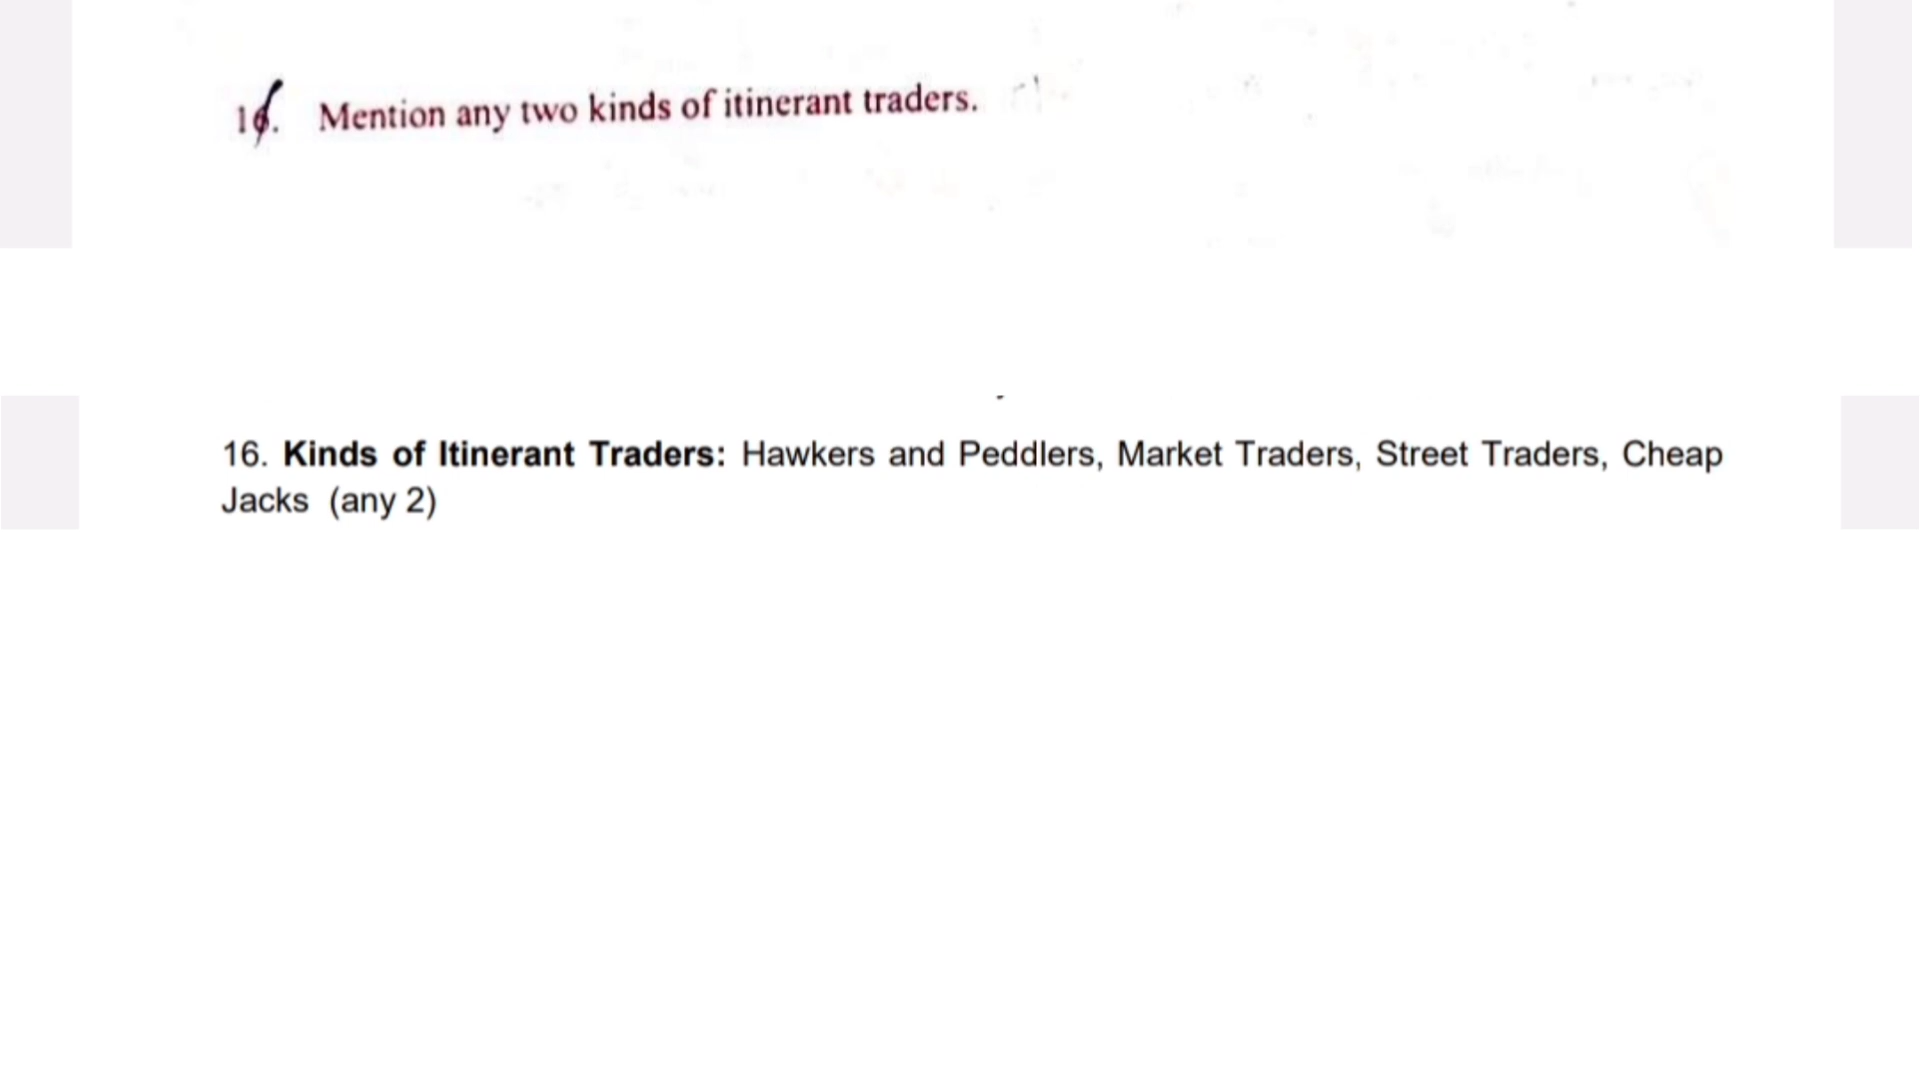 16. Mention any two kinds of itinerant traders.
16. Kinds of Itinerant Traders: Hawkers and Peddlers, Market Traders, Street Traders, Cheap
Jacks (any 2)